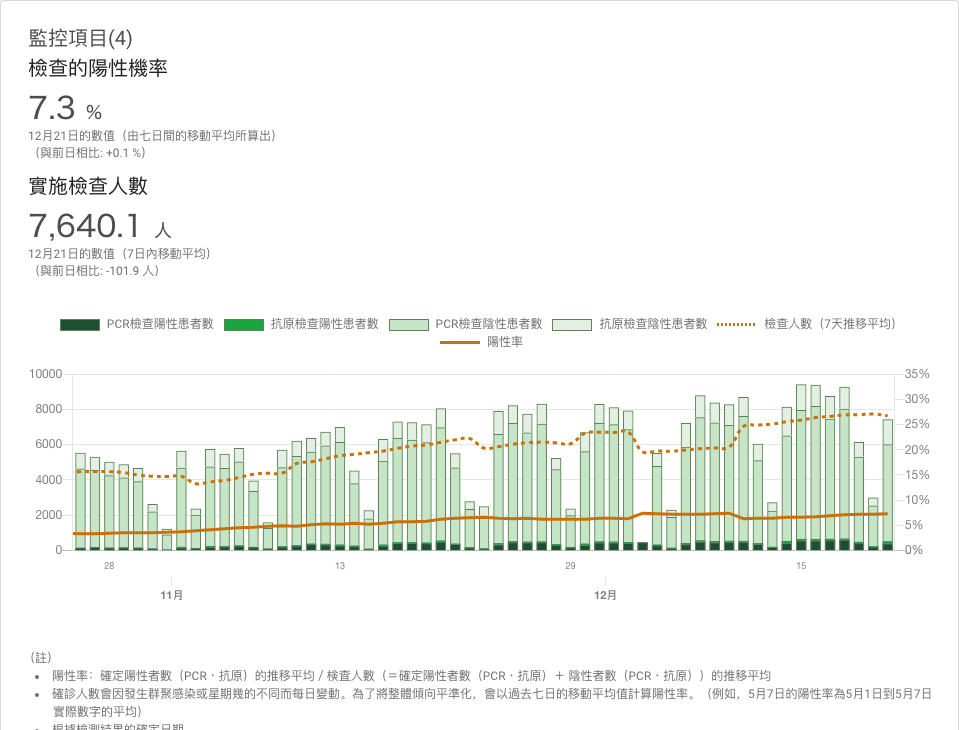 監控項目(4)
檢查的陽性機率
7.3 %
12月21日的數值（由七日間的移動平均所算出）
（與前日相比: +0.1 %）
實施檢查人數
7,640.1 人
12月21日的數值（7日內移動平均）
（與前日相比: -101.9 人）
PCR檢查陽性患者數 抗原檢查陽性患者數 PCR檢查陰性患者數 抗原檢查陰性患者數 檢查人數（7天推移平均）
陽性率
10000 35%
30%
8000
25%
6000 20%
4000 15%
10%
2000
5%
0 0%
28 13 29 15
11月 12月
（註）
陽性率：確定陽性者數（PCR・抗原）的推移平均 / 検査人數（＝確定陽性者數（PCR・抗原）＋ 陰性者數（PCR・抗原））的推移平均
確診人數會因發生群聚感染或星期幾的不同而每日變動。為了將整體傾向平準化，會以過去七日的移動平均值計算陽性率。（例如，5月7日的陽性率為5月1日到5月7日
實際數字的平均）
根據檢測結果的確定日期